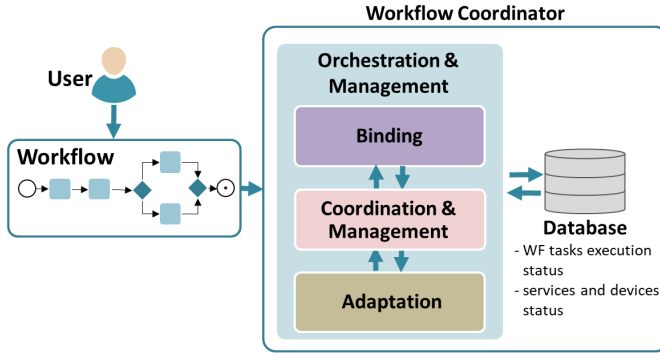 Workflow Coordinator
User
Workflow
Orchestration &
Management
Binding
Coordination &
Management
Adaptation
Database
- WF tasks execution
status
- services and devices
status